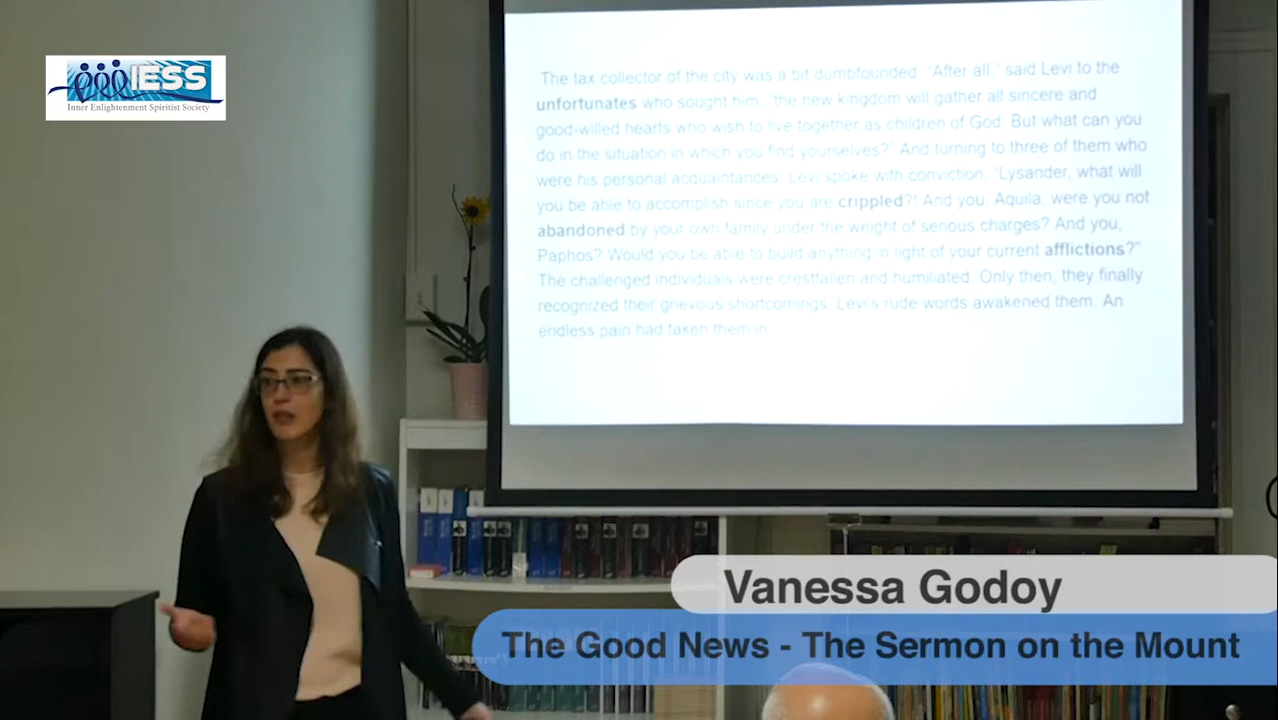 IESS
Inner Enlightenment Spiritist Society
The tax collector of the city was a bit dumbfounded. "After all," said Levi to the
unfortunates who sought him, "the new kingdom will gather all sincere and
good-willed hearts who wish to live together as children of God. But what can you
do in the situation in which you find yourselves?" And turning to three of them who
were his personal acquaintances, Levi spoke with conviction, "Lysander, what will
you be able to accomplish since you are crippled?! And you, Aquila, were you not
abandoned by your own family under the weight of serious charges? And you,
Paphos? Would you be able to build anything in light of your current afflictions?"
The challenged individuals were crestfallen and humiliated. Only then, they finally
recognized their grievous shortcomings. Levi's rude words awakened them. An
endless pain had taken them in
Vanessa Godoy
The Good News - The Sermon on the Mount